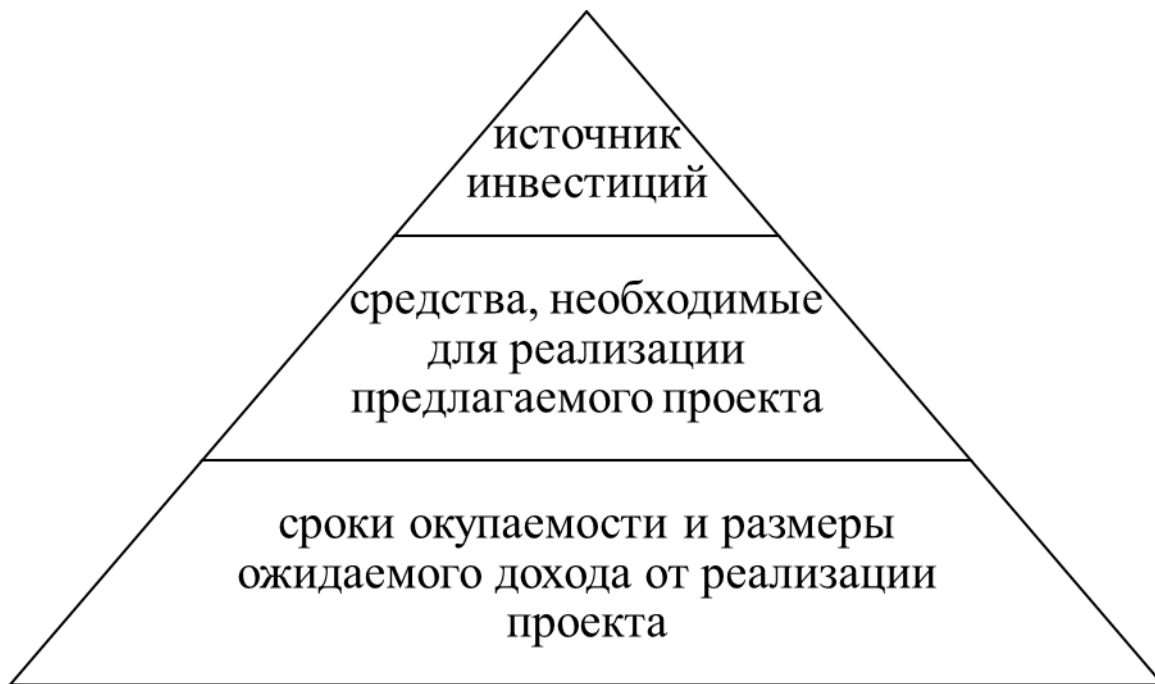 источник
инвестиций
средства, необходимые
для реализации
предлагаемого проекта
сроки окупаемости и размеры
ожидаемого дохода от реализации
проекта